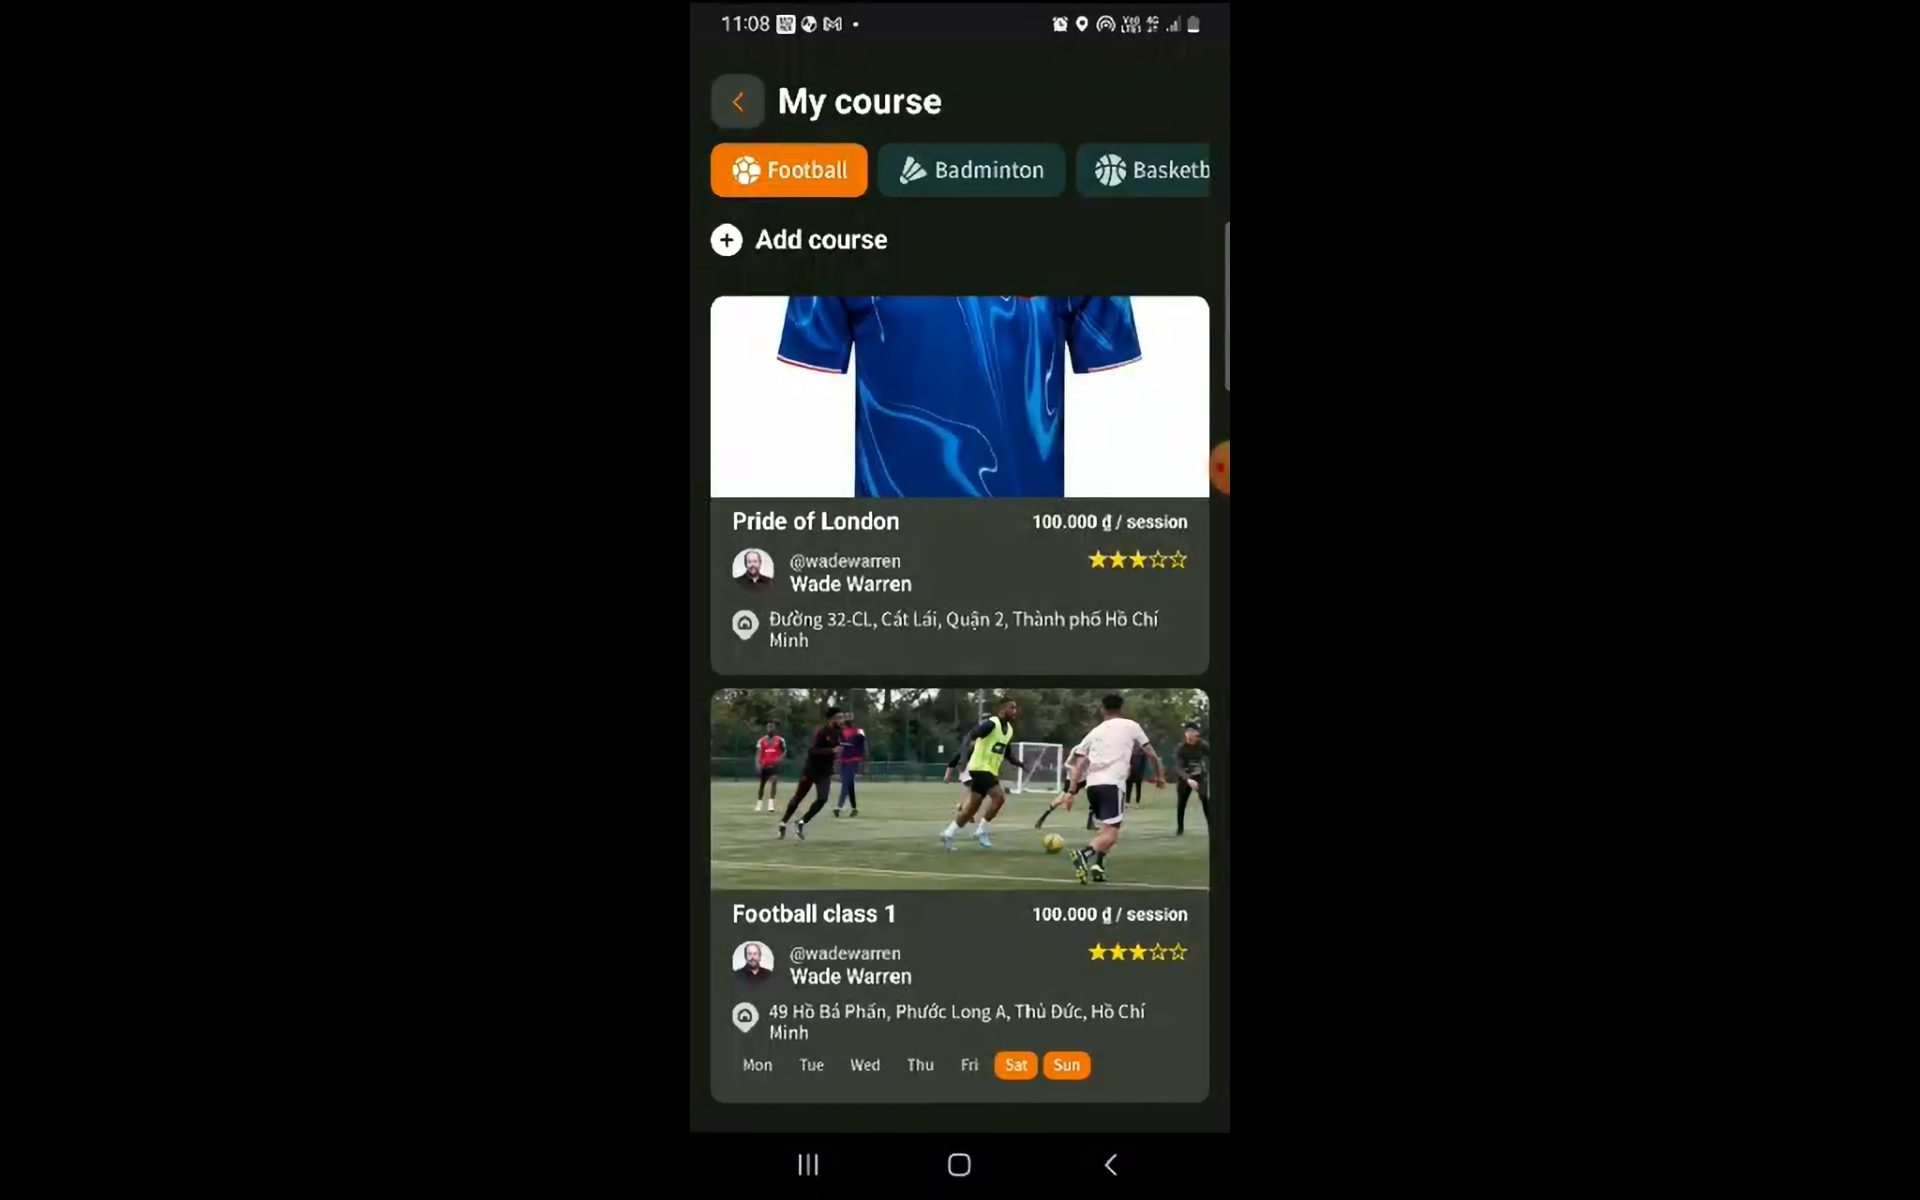 11:08
My course
Football
Badminton
Basketb
Add course
Pride of London
100.000 ₫ / session
@wadewarren
Wade Warren
Đường 32-CL, Cát Lái, Quận 2, Thành phố Hồ Chí
Minh
Football class 1
100.000 ₫ / session
@wadewarren
Wade Warren
49 Hồ Bá Phấn, Phước Long A, Thủ Đức, Hồ Chí
Minh
Mon Tue Wed Thu Fri Sat Sun